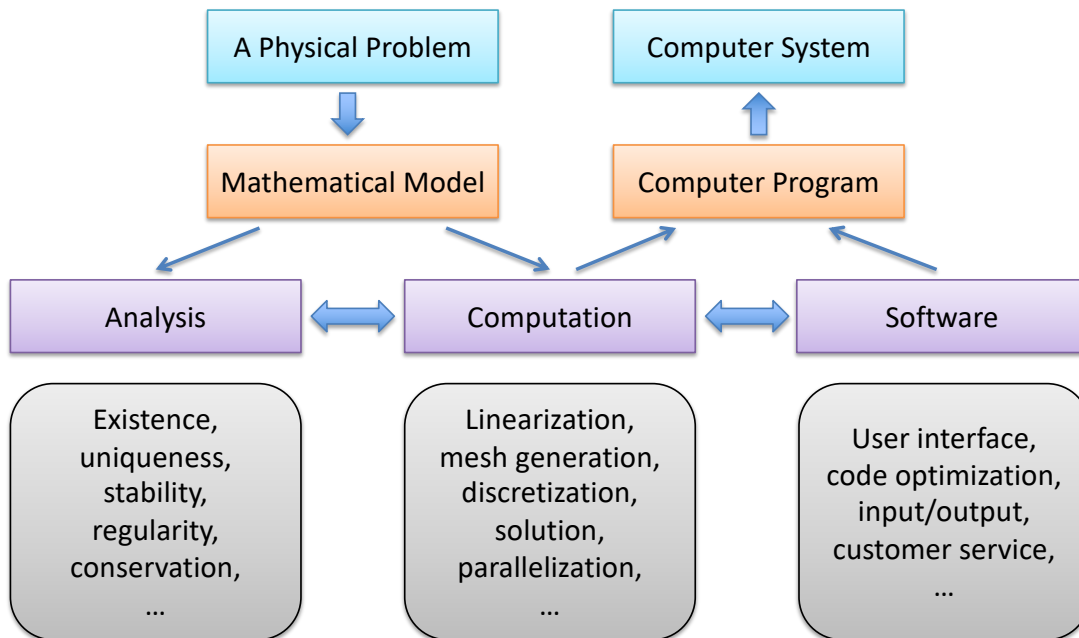 A Physical Problem
Computer System
Mathematical Model
Computer Program
Analysis
Computation
Software
Existence,
uniqueness,
stability,
regularity,
conservation,
...
Linearization,
mesh generation,
discretization,
solution,
parallelization,
...
User interface,
code optimization,
input/output,
customer service,
...